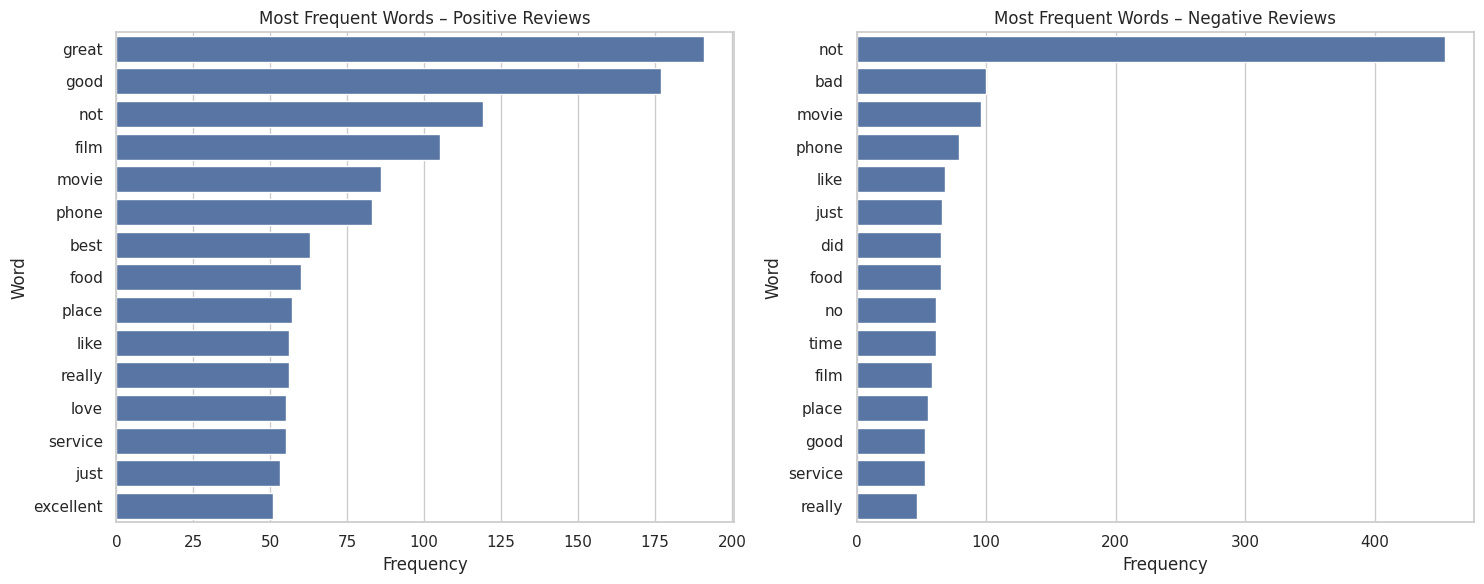 Most Frequent Words – Positive Reviews
great
good
not
film
movie
phone
best
food
place
like
really
love
service
just
excellent
Word
0 25 50 75 100 125 150 175 200
Frequency
Most Frequent Words – Negative Reviews
not
bad
movie
phone
like
just
did
food
no
time
film
place
good
service
really
Word
0 100 200 300 400
Frequency